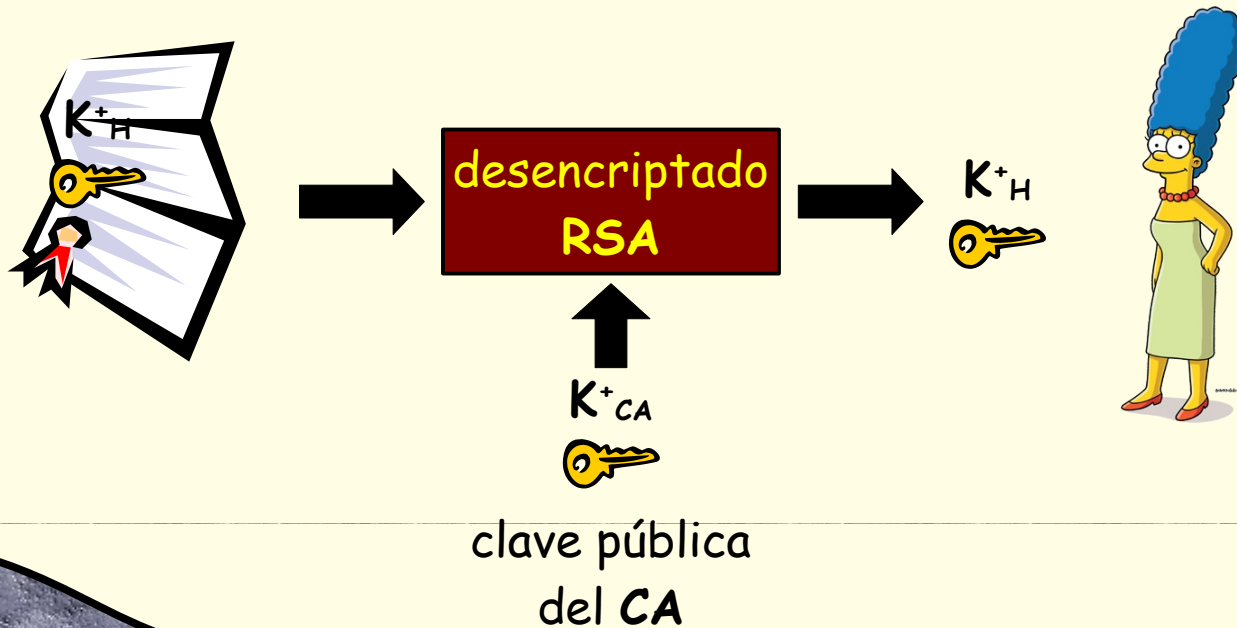 K⁺H
desencriptado
RSA
K⁺H
K⁺CA
clave pública
del CA